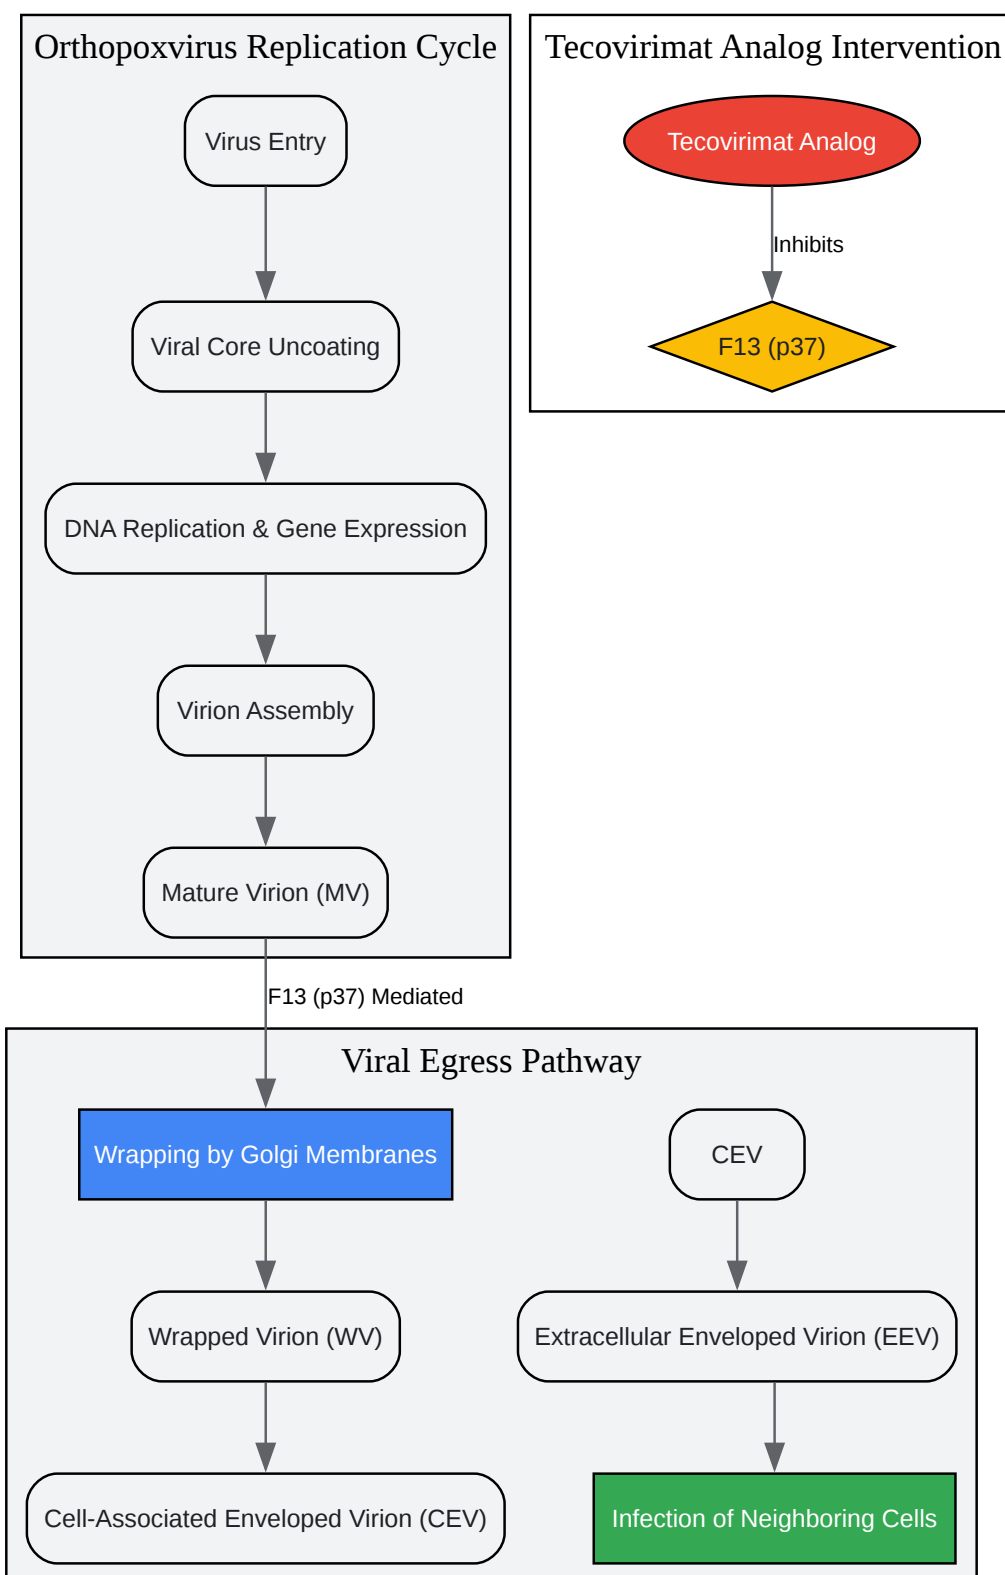 Orthopoxvirus Replication Cycle
Virus Entry
Viral Core Uncoating
DNA Replication & Gene Expression
Virion Assembly
Mature Virion (MV)
Tecovirimat Analog Intervention
Tecovirimat Analog
Inhibits
F13 (p37)
F13 (p37) Mediated
Viral Egress Pathway
Wrapping by Golgi Membranes
Wrapped Virion (WV)
Cell-Associated Enveloped Virion (CEV)
CEV
Extracellular Enveloped Virion (EEV)
Infection of Neighboring Cells